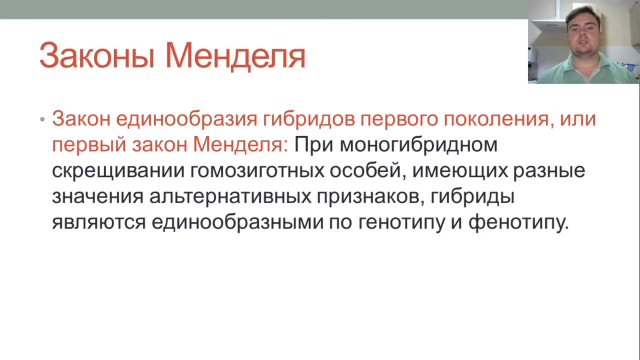 Законы Менделя
• Закон единообразия гибридов первого поколения, или
первый закон Менделя: При моногибридном
скрещивании гомозиготных особей, имеющих разные
значения альтернативных признаков, гибриды
являются единообразными по генотипу и фенотипу.